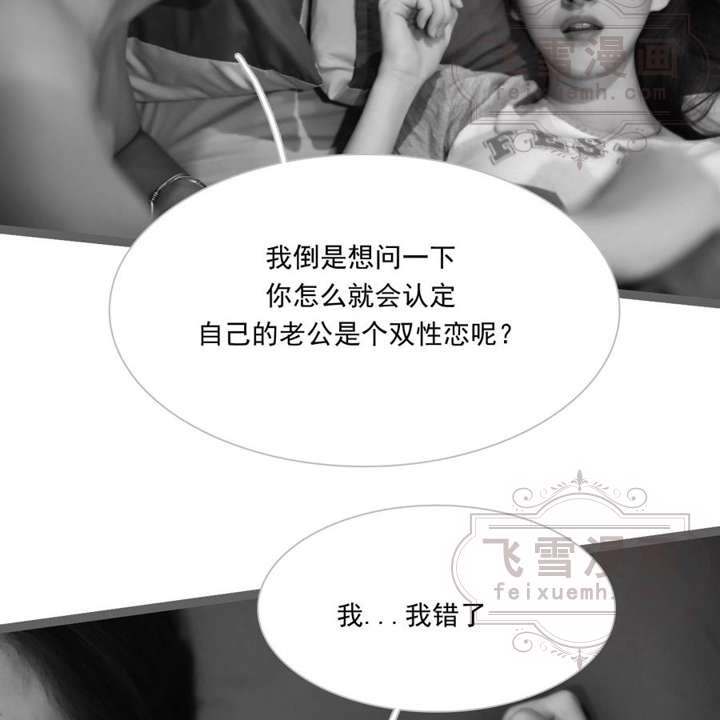 飞雪漫画
feixuemh.com
我倒是想问一下
你怎么就会认定
自己的老公是个双性恋呢？
飞雪漫画
feixuemh.com
我...我错了